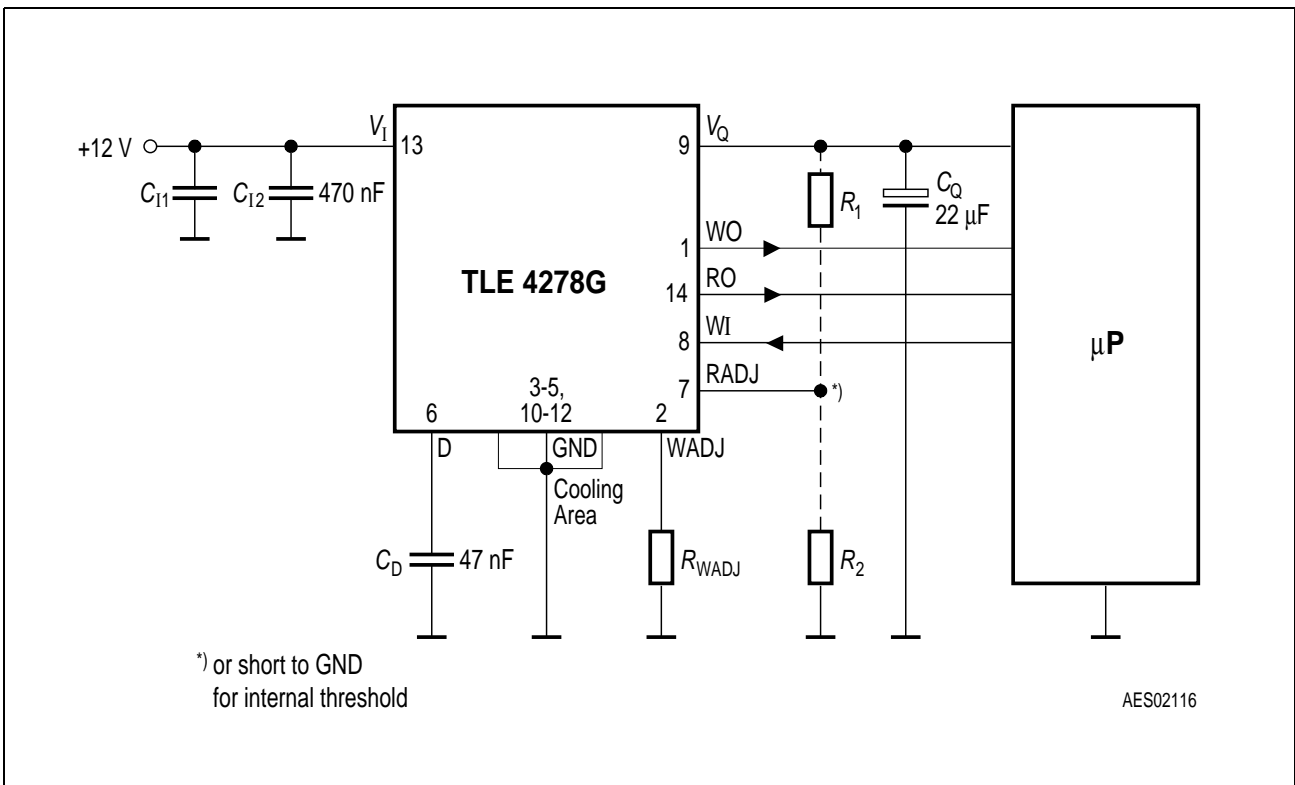 +12 V
V_I
13
C_I1
C_I2
470 nF
9
V_Q
R_1
C_Q
22 µF
1
WO
TLE 4278G
14
RO
8
WI
µP
7
RADJ
*)
6
3-5,
10-12
2
D
GND
WADJ
Cooling
Area
C_D
47 nF
R_WADJ
R_2
*) or short to GND
for internal threshold
AES02116